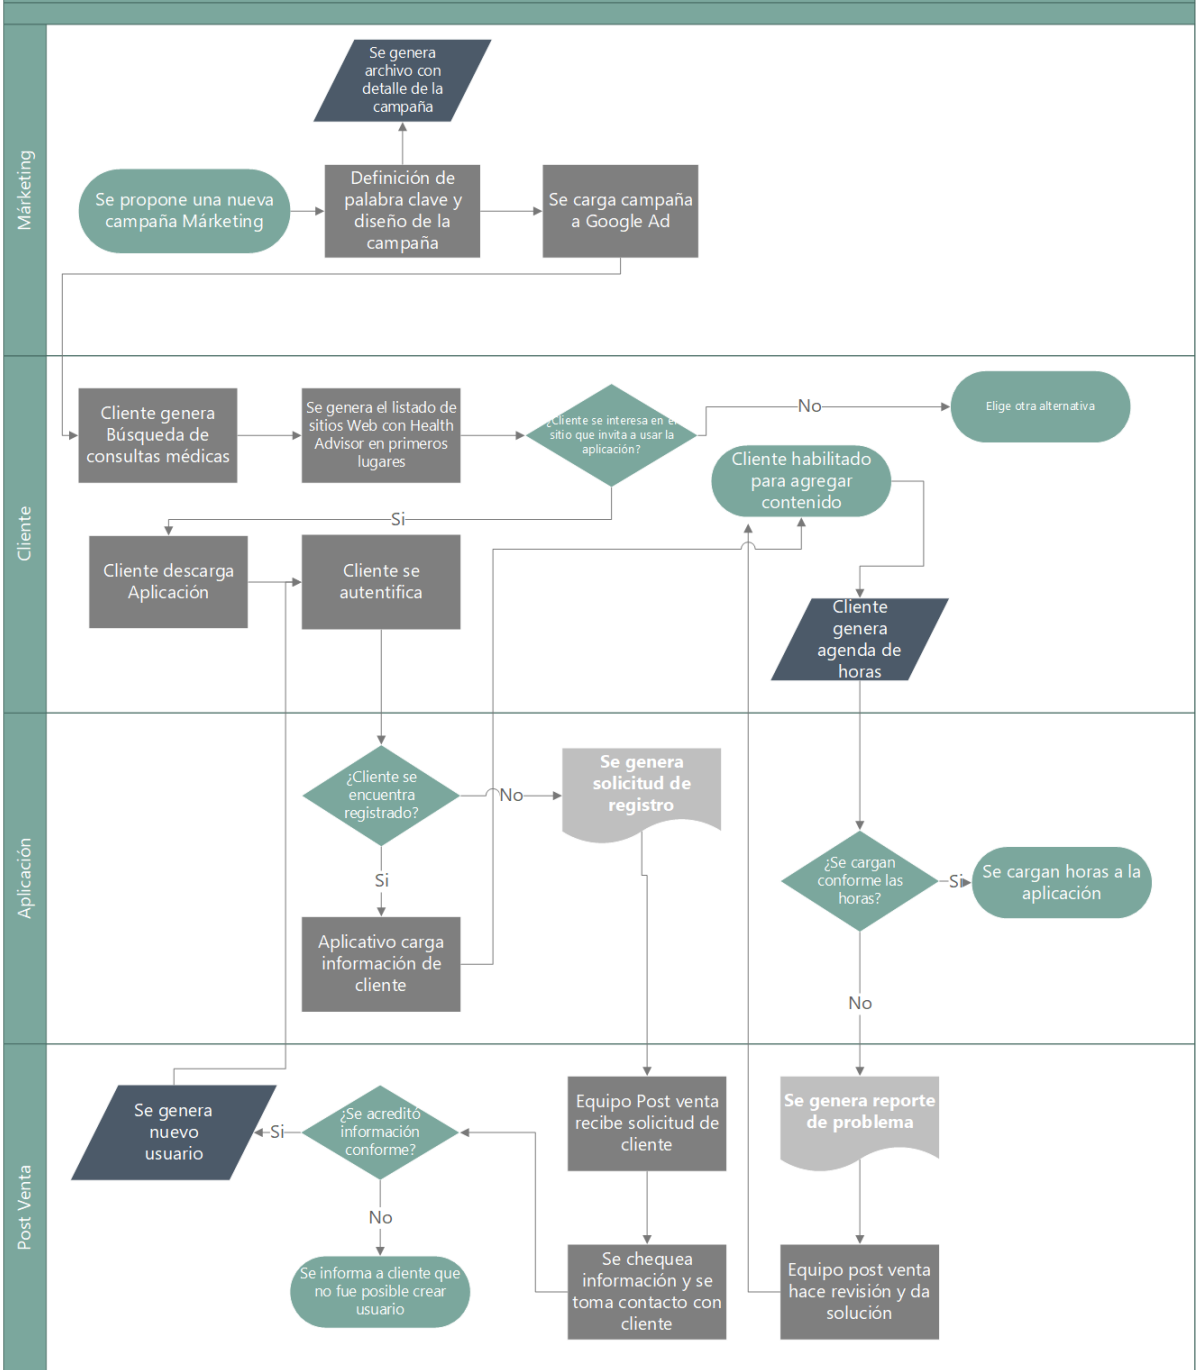 Márketing
Se genera
archivo con
detalle de la
campaña
Se propone una nueva
campaña Márketing
Definición de
palabra clave y
diseño de la
campaña
Se carga campaña
a Google Ad
Cliente
Cliente genera
Búsqueda de
consultas médicas
Se genera el listado de
sitios Web con Health
Advisor en primeros
lugares
¿Cliente se interesa en el
sitio que invita a usar la
aplicación?
No
Elige otra alternativa
Cliente habilitado
para agregar
contenido
Si
Cliente descarga
Aplicación
Cliente se
autentifica
Cliente
genera
agenda de
horas
Aplicación
¿Cliente se
encuentra
registrado?
No
Se genera
solicitud de
registro
Si
Aplicativo carga
información de
cliente
¿Se cargan
conforme las
horas?
Si
Se cargan horas a la
aplicación
No
Post Venta
Se genera
nuevo
usuario
Si
¿Se acreditó
información
conforme?
Equipo Post venta
recibe solicitud de
cliente
Se genera reporte
de problema
No
Se informa a cliente que
no fue posible crear
usuario
Se chequea
información y se
toma contacto con
cliente
Equipo post venta
hace revisión y da
solución